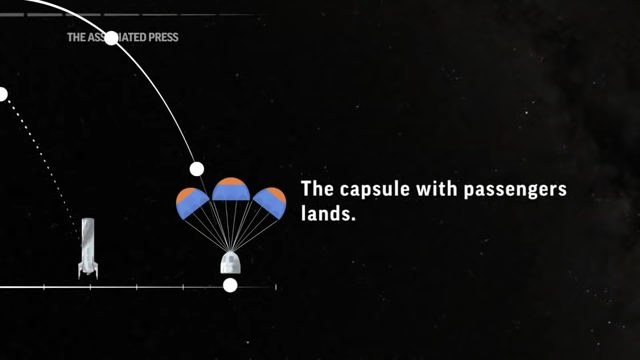 THE ASSOCIATED PRESS
The capsule with passengers
lands.